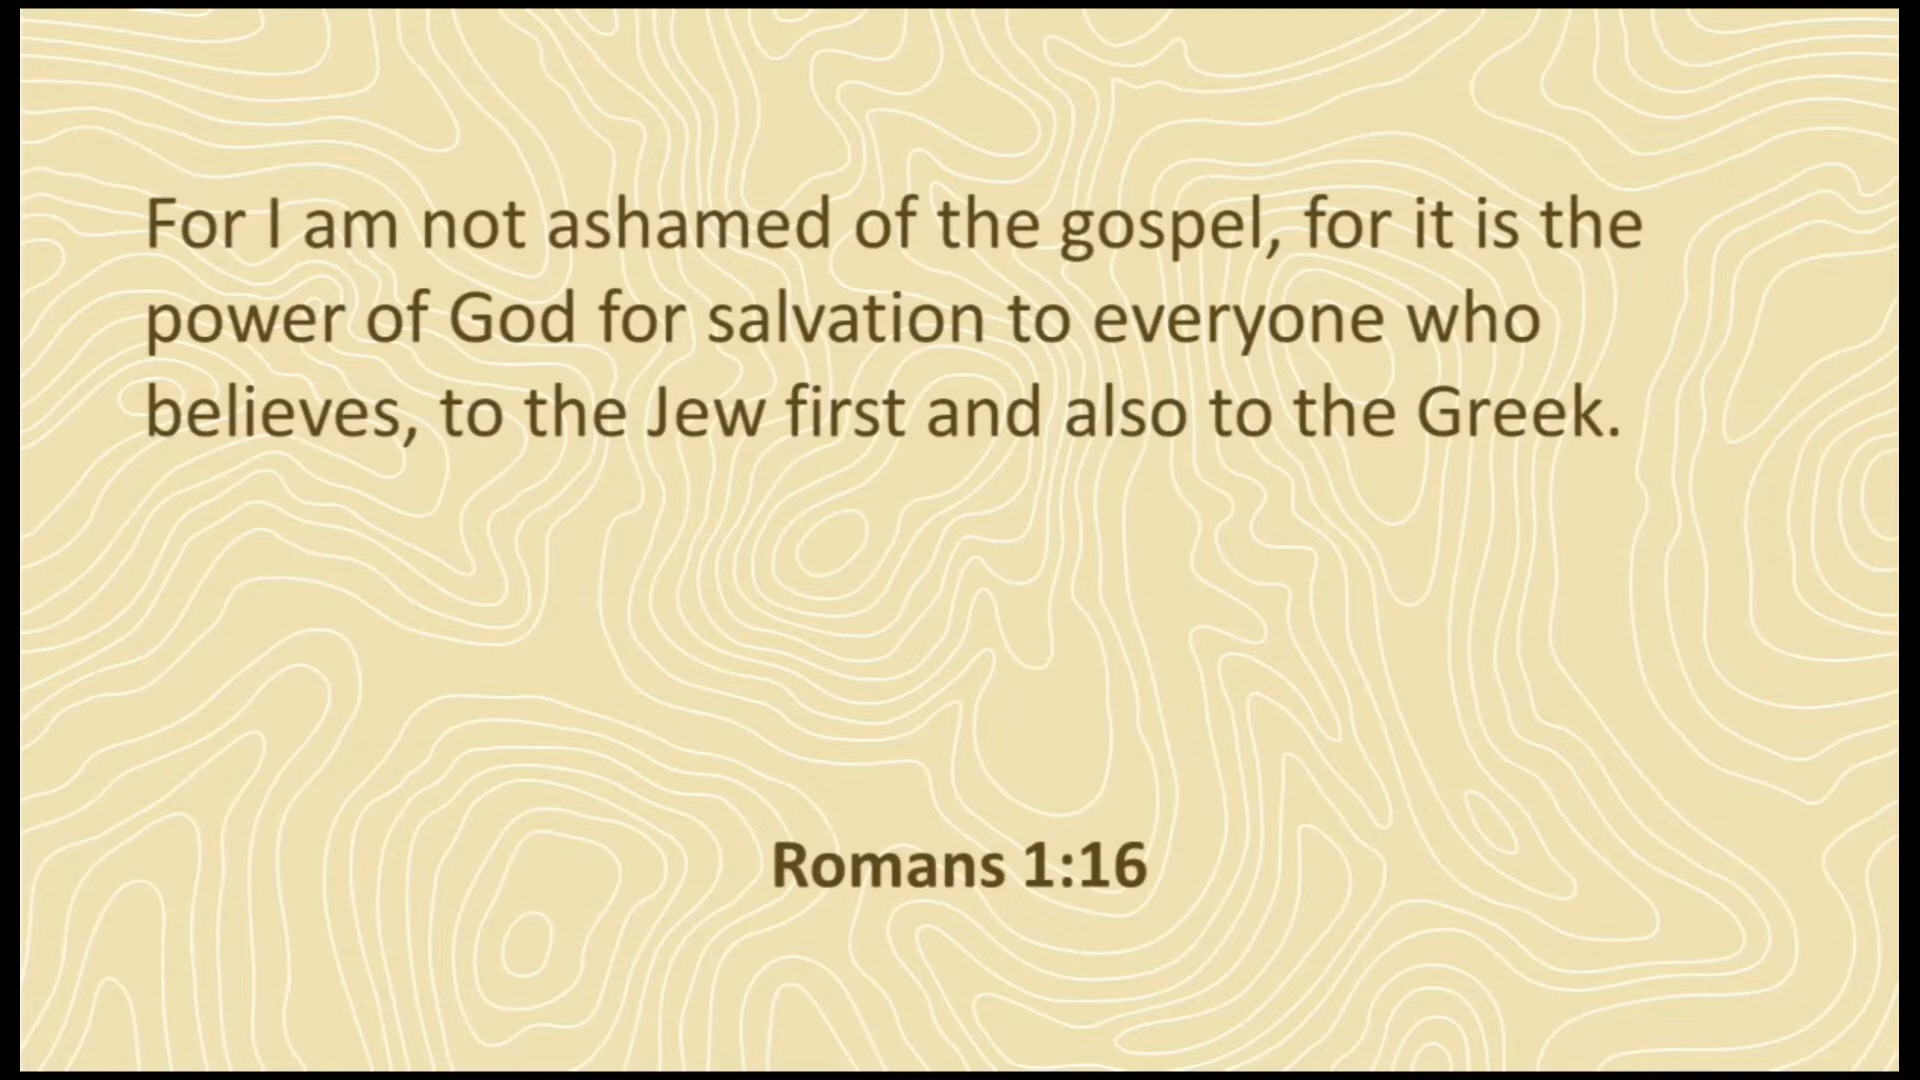 For I am not ashamed of the gospel, for it is the
power of God for salvation to everyone who
believes, to the Jew first and also to the Greek.
Romans 1:16